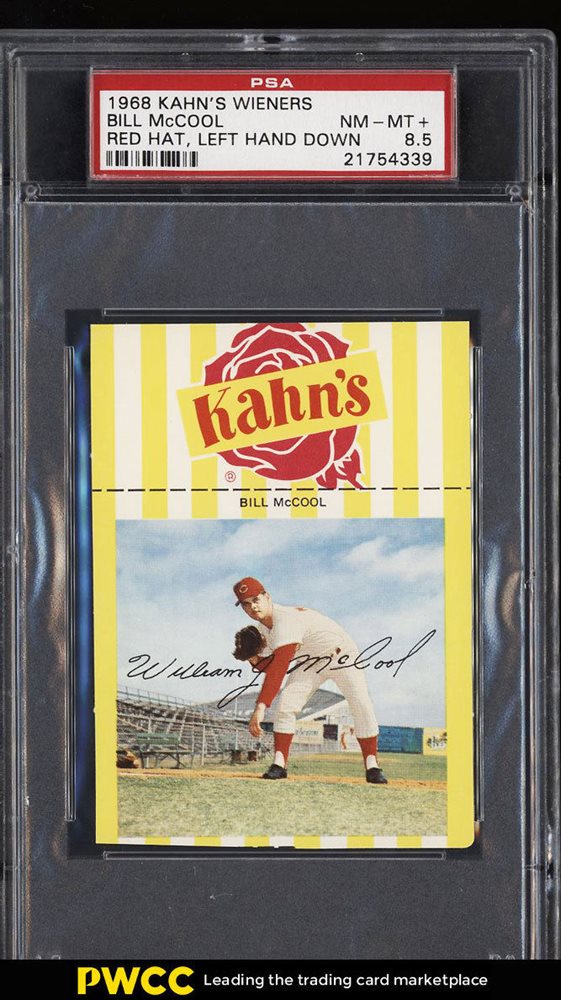 PSA
1968 KAHN'S WIENERS
BILL McCOOL NM-MT+
RED HAT, LEFT HAND DOWN 8.5
21754339
Kahn's
®
BILL McCOOL
C
William J McCool
PWCC Leading the trading card marketplace